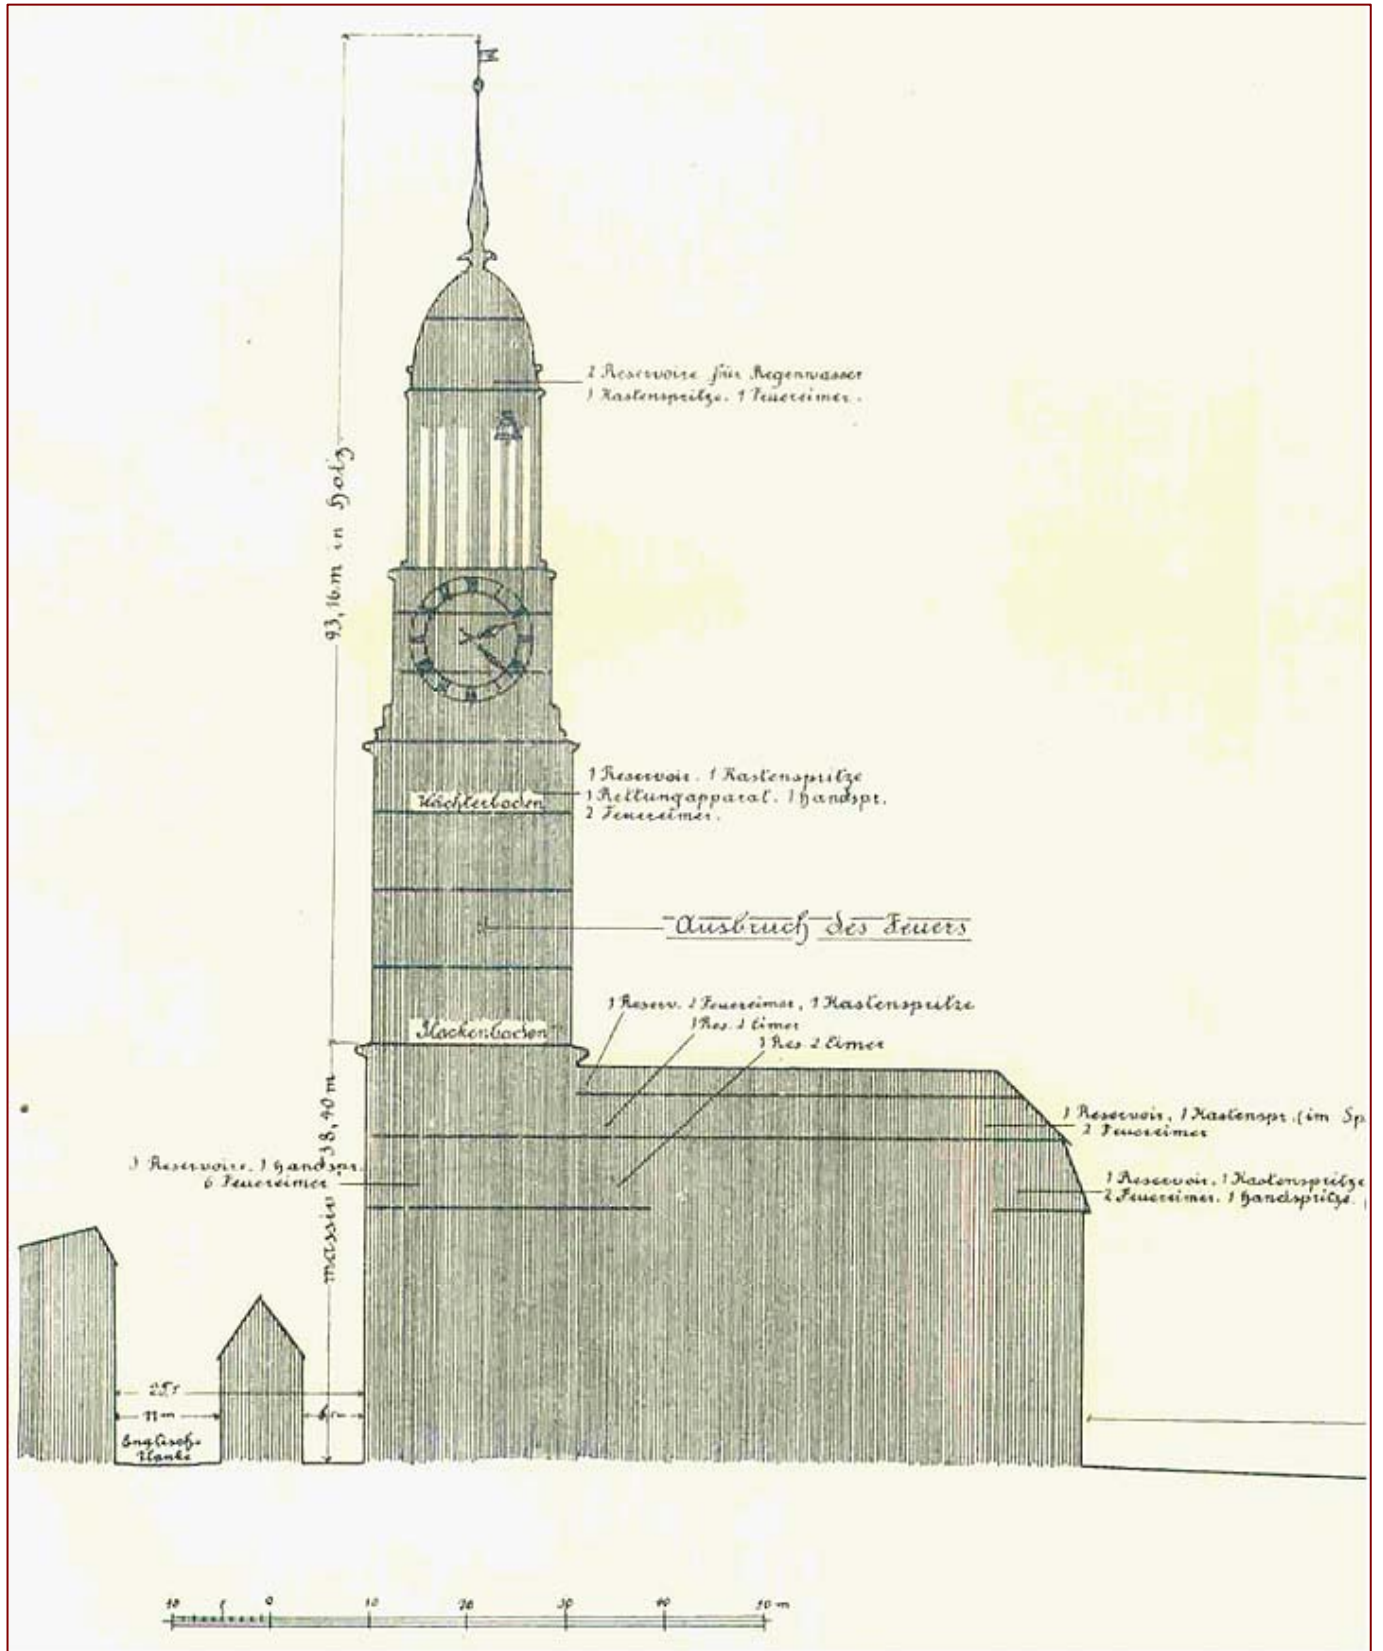 2 Reservoire für Regenwasser
1 Kastenspritze. 1 Feuereimer.
93,16 m in Holz
1 Reservoir. 1 Kastenspritze
1 Rettungapparat. 1 Handspr.
2 Feuereimer.
Wächterboden
Ausbruch des Feuers
1 Reserv. 2 Feuereimer, 1 Kastenspritze
1 Res. 1 Eimer
1 Res. 2 Eimer
Glockenboden
massiv 38,40 m
1 Reservoir, 1 Kastenspr. (im Sp
2 Feuereimer
Reservoire. 1 Handspr.
6 Feuereimer
1 Reservoir, 1 Kastenspritze
2 Feuereimer. 1 Handspritze.
11 m
Englische
Planke
10 5 0 10 20 30 40 50 m